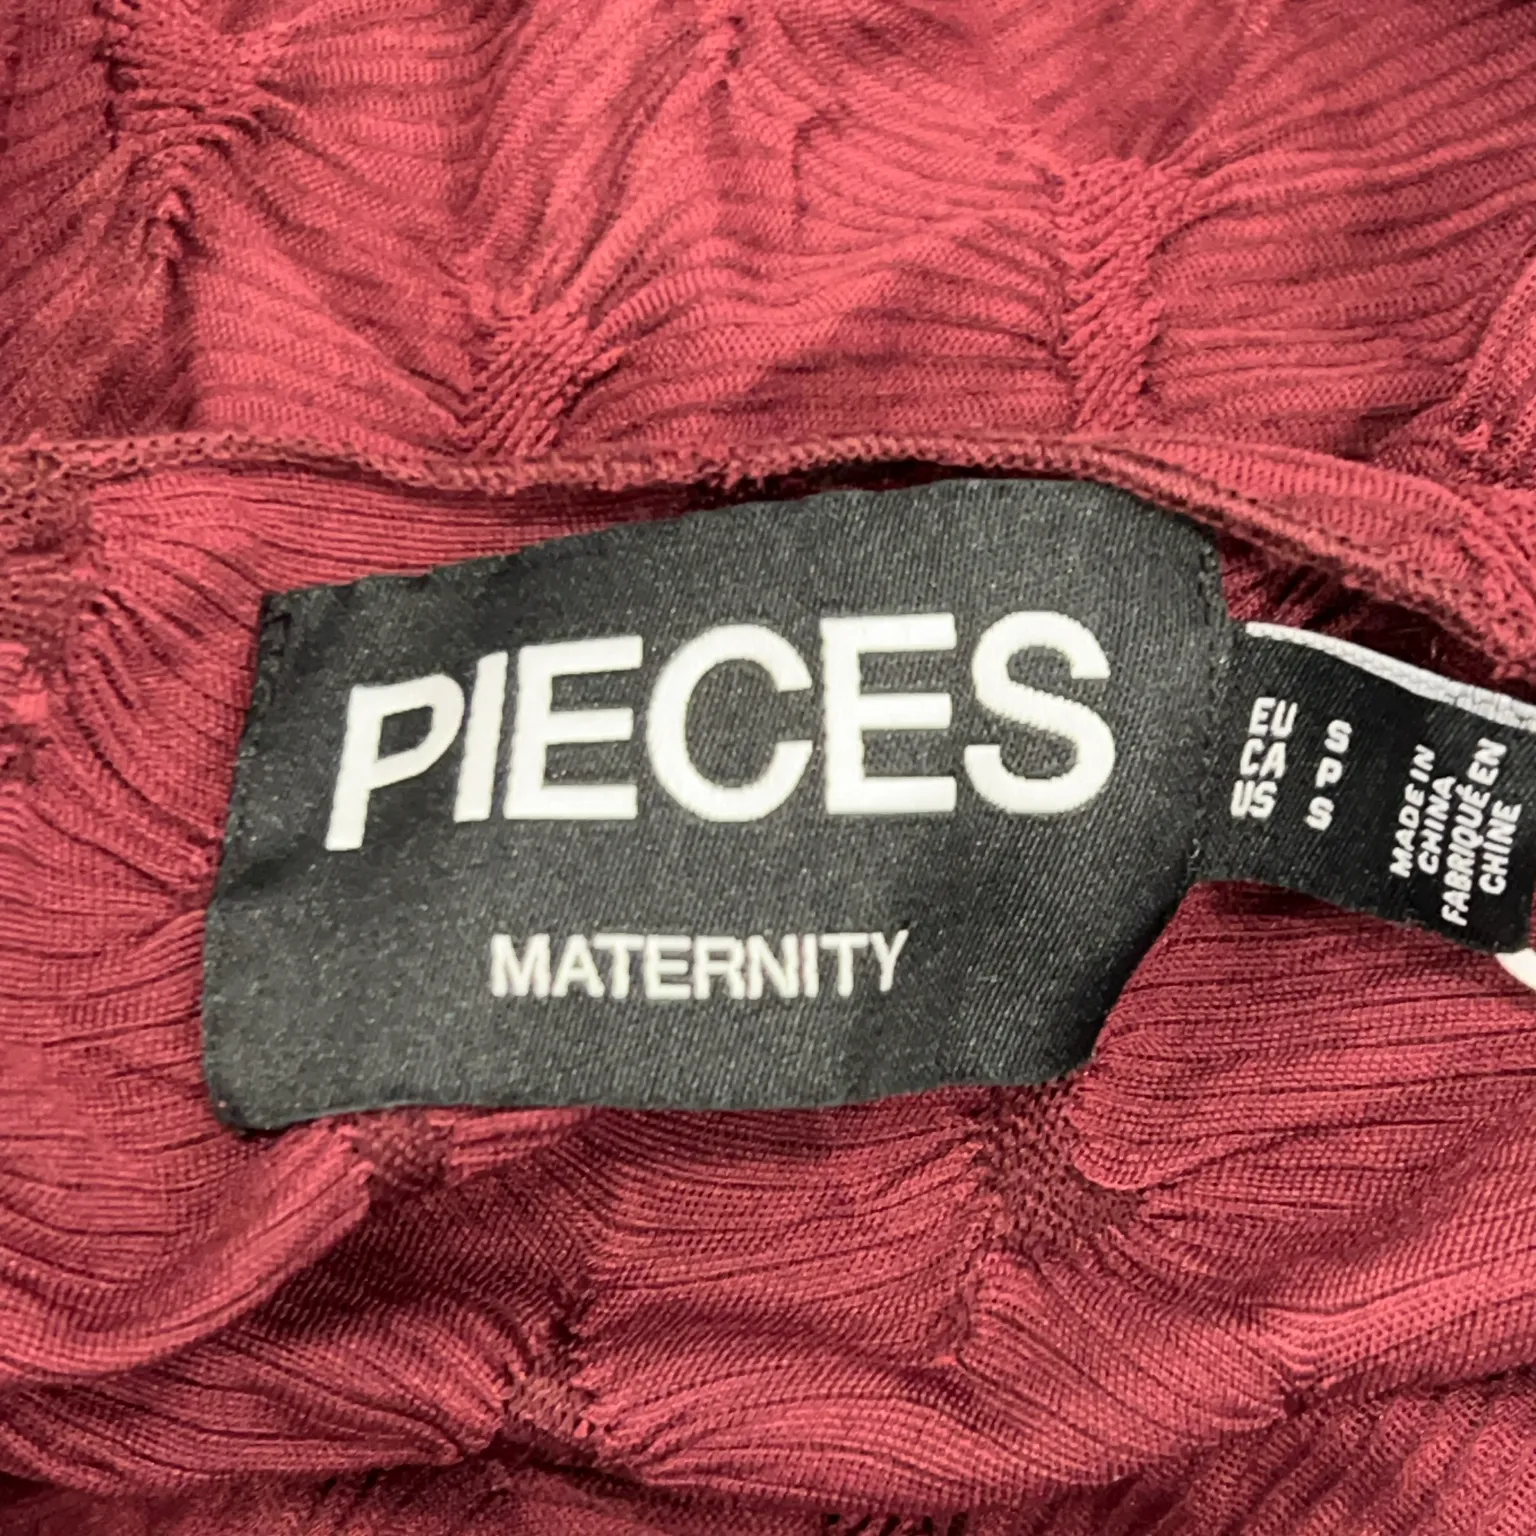 PIECES
MATERNITY
EU S
CA P
US S
MADE IN
CHINA
FABRIQUÉ EN
CHINE